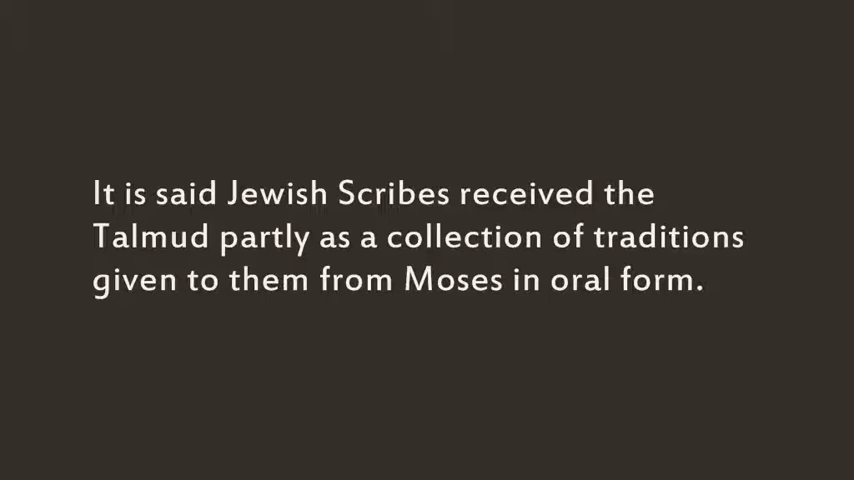 It is said Jewish Scribes received the
Talmud partly as a collection of traditions
given to them from Moses in oral form.